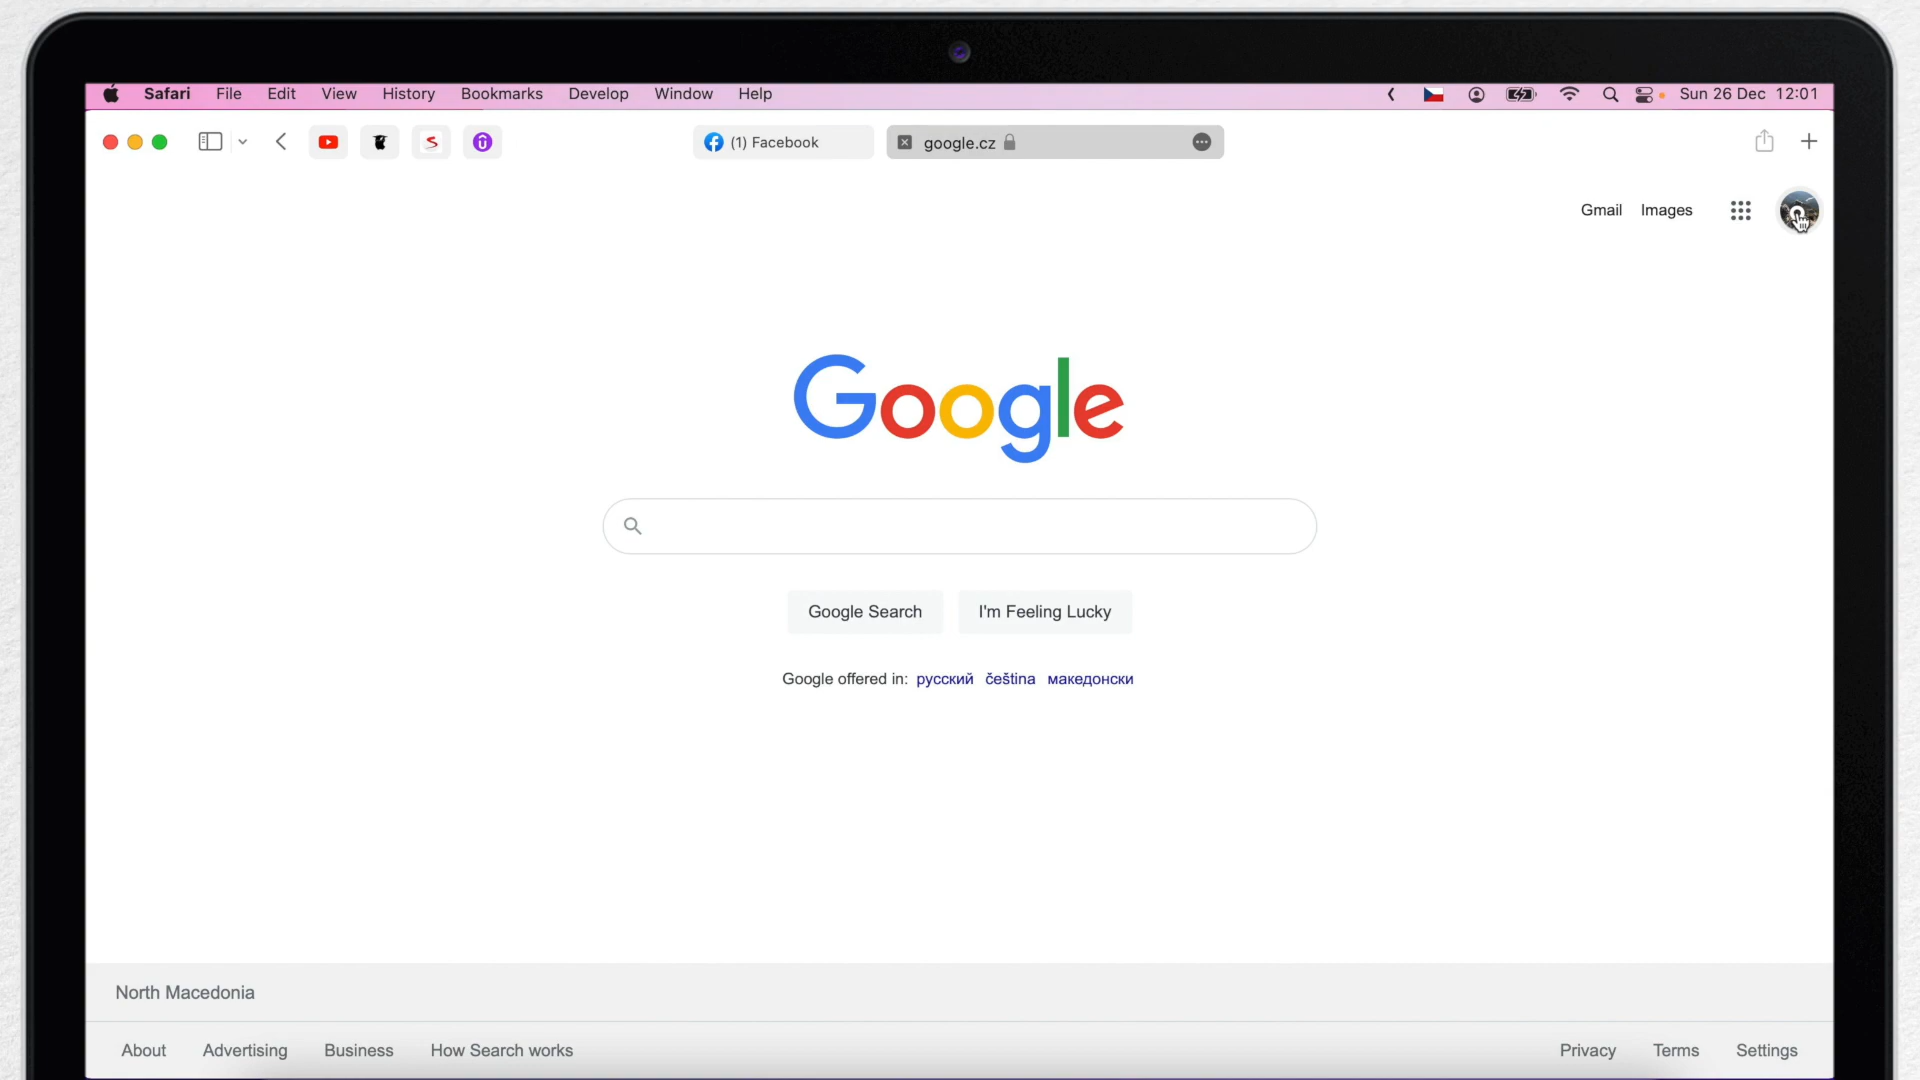 Safari File Edit View History Bookmarks Develop Window Help Sun 26 Dec 12:01
(1) Facebook google.cz
Gmail Images
Google
Google Search I'm Feeling Lucky
Google offered in: русский čeština македонски
North Macedonia
About Advertising Business How Search works Privacy Terms Settings